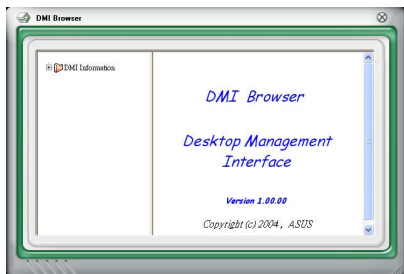 DMI Browser
DMI Information
DMI Browser
Desktop Management
Interface
Version 1.00.00
Copyright (c) 2004 , ASUS